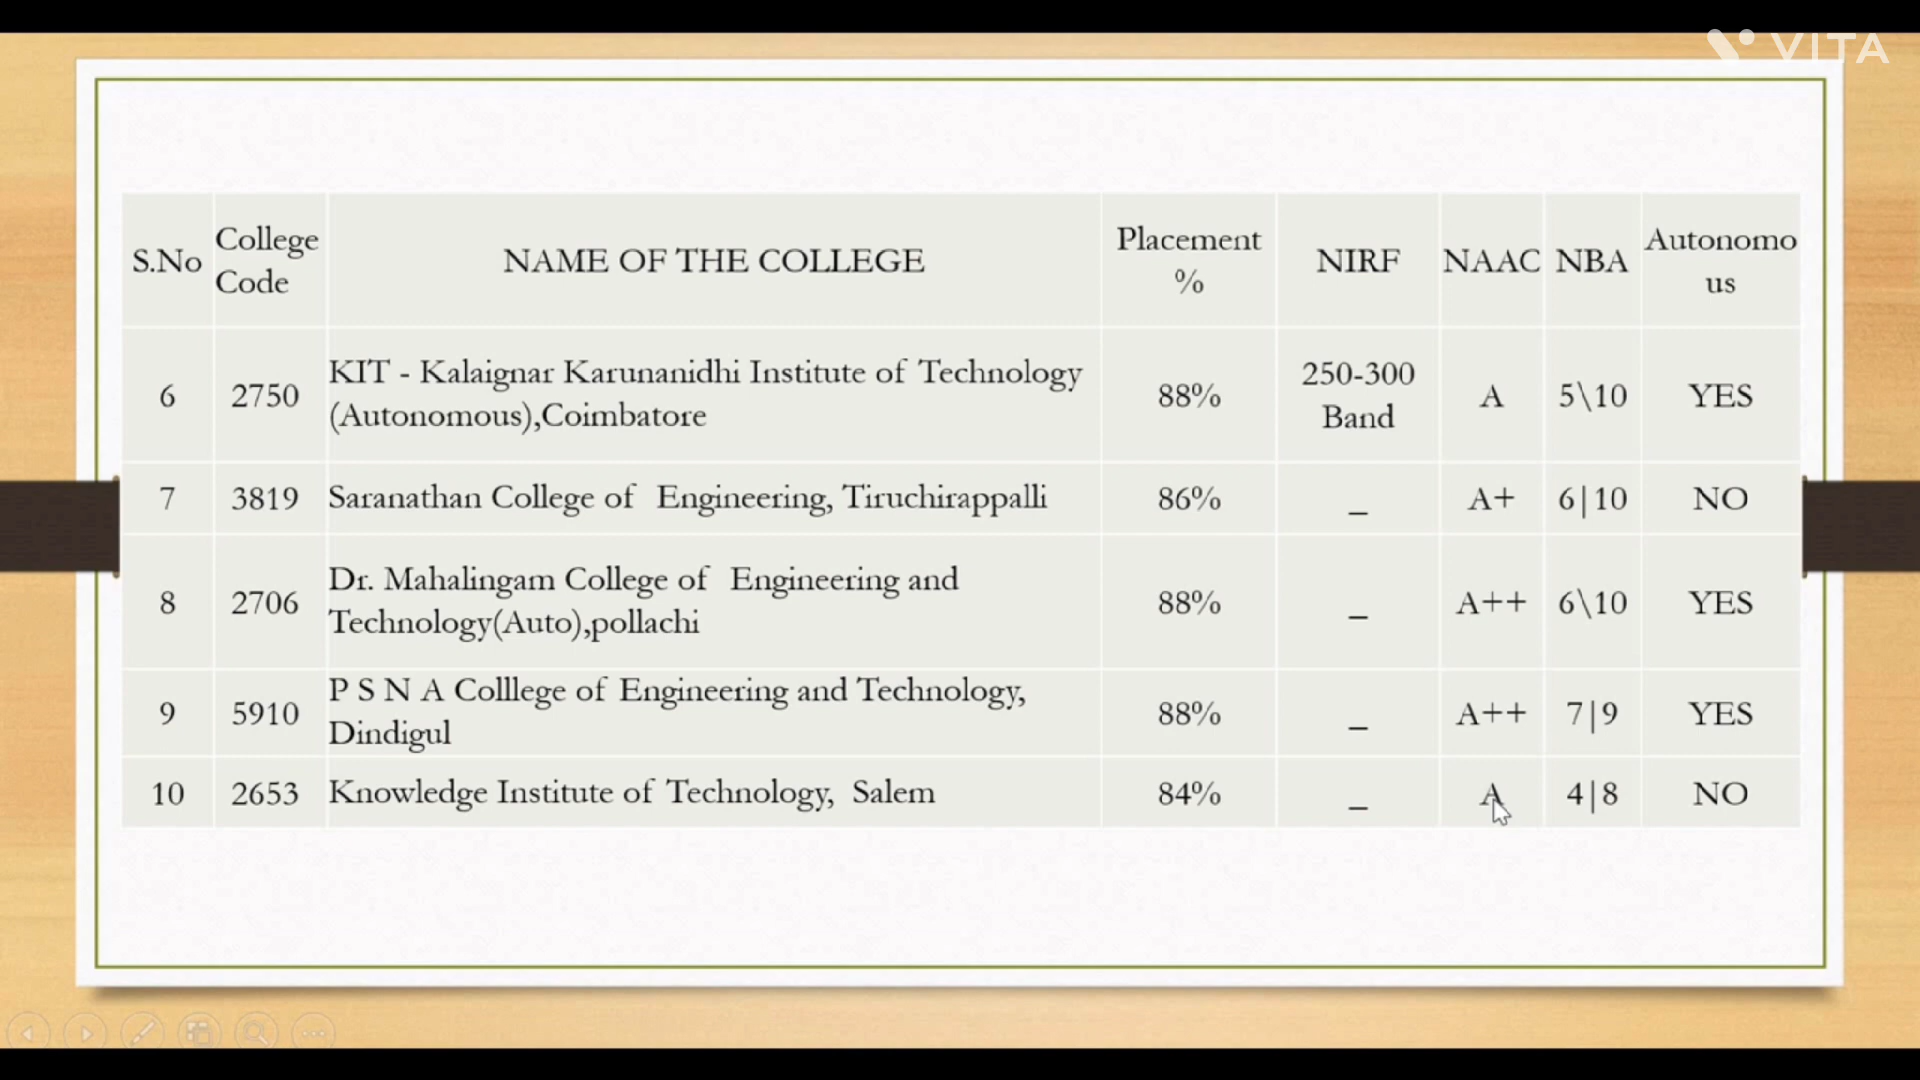 VITA
S.No College Code NAME OF THE COLLEGE Placement % NIRF NAAC NBA Autonomo us
6 2750 KIT - Kalaignar Karunanidhi Institute of Technology (Autonomous),Coimbatore 88% 250-300 Band A 5\10 YES
7 3819 Saranathan College of Engineering, Tiruchirappalli 86% _ A+ 6|10 NO
8 2706 Dr. Mahalingam College of Engineering and Technology(Auto),pollachi 88% _ A++ 6\10 YES
9 5910 P S N A Colllege of Engineering and Technology, Dindigul 88% _ A++ 7|9 YES
10 2653 Knowledge Institute of Technology, Salem 84% _ A 4|8 NO